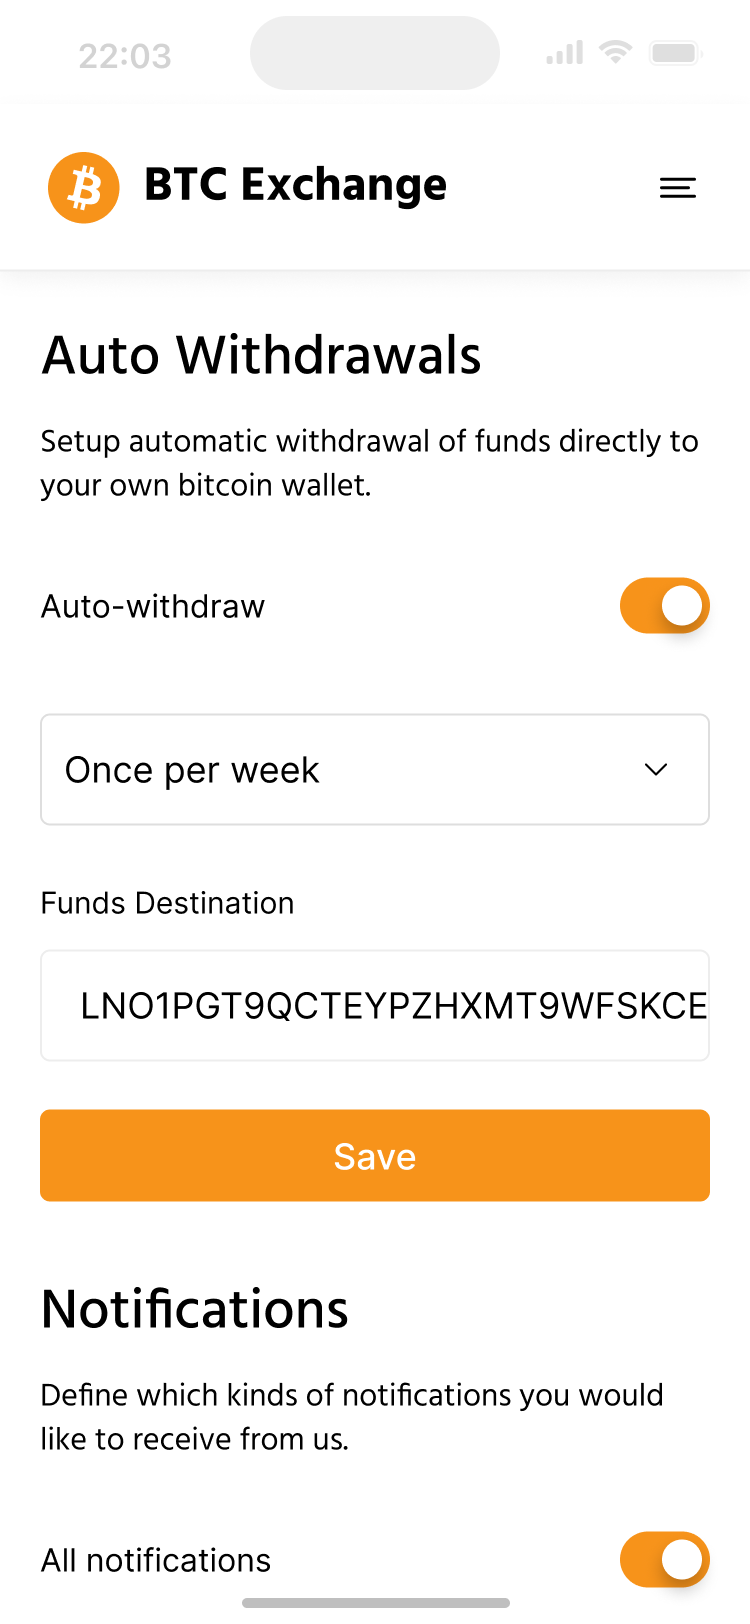 22:03
BTC Exchange
Auto Withdrawals
Setup automatic withdrawal of funds directly to
your own bitcoin wallet.
Auto-withdraw
Once per week
Funds Destination
LNO1PGT9QCTEYPZHXMT9WFSKCE
Save
Notifications
Define which kinds of notifications you would
like to receive from us.
All notifications